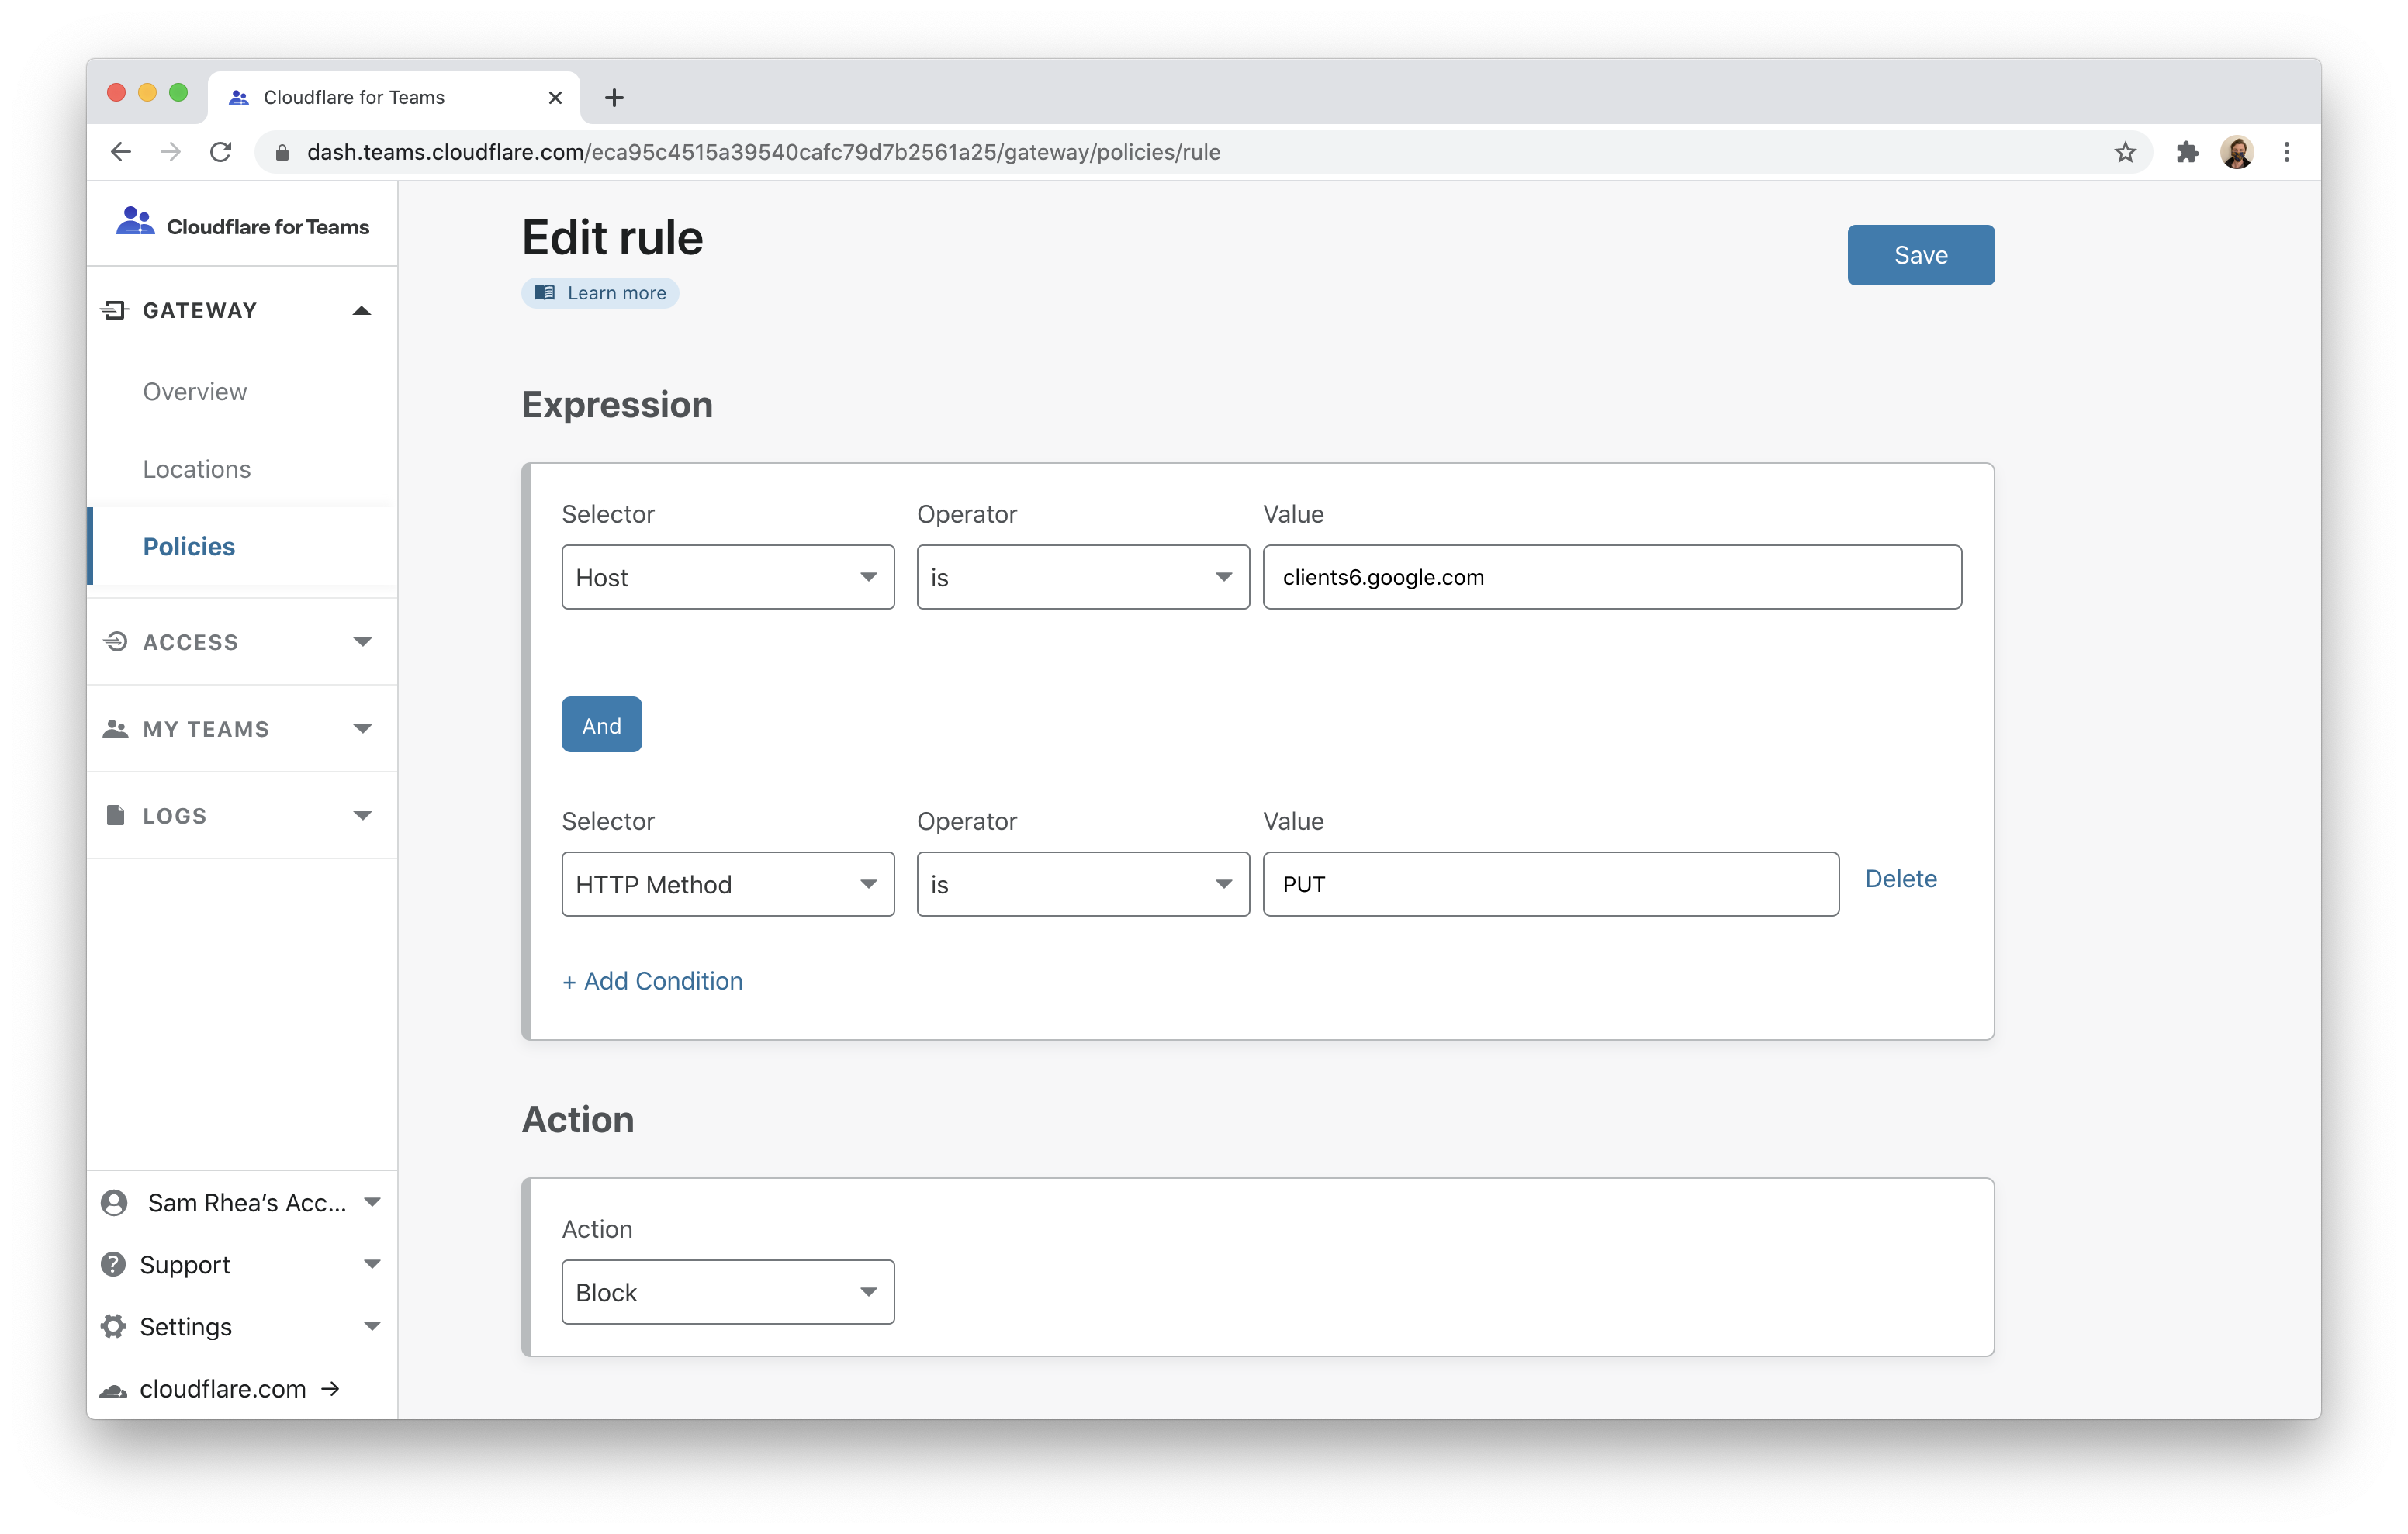 Cloudflare for Teams
dash.teams.cloudflare.com/eca95c4515a39540cafc79d7b2561a25/gateway/policies/rule
Cloudflare for Teams
GATEWAY
Overview
Locations
Policies
ACCESS
MY TEAMS
LOGS
Sam Rhea’s Acc...
Support
Settings
cloudflare.com →
Edit rule
Save
Learn more
Expression
Selector Operator Value
Host is clients6.google.com
And
Selector Operator Value
HTTP Method is PUT Delete
+ Add Condition
Action
Action
Block